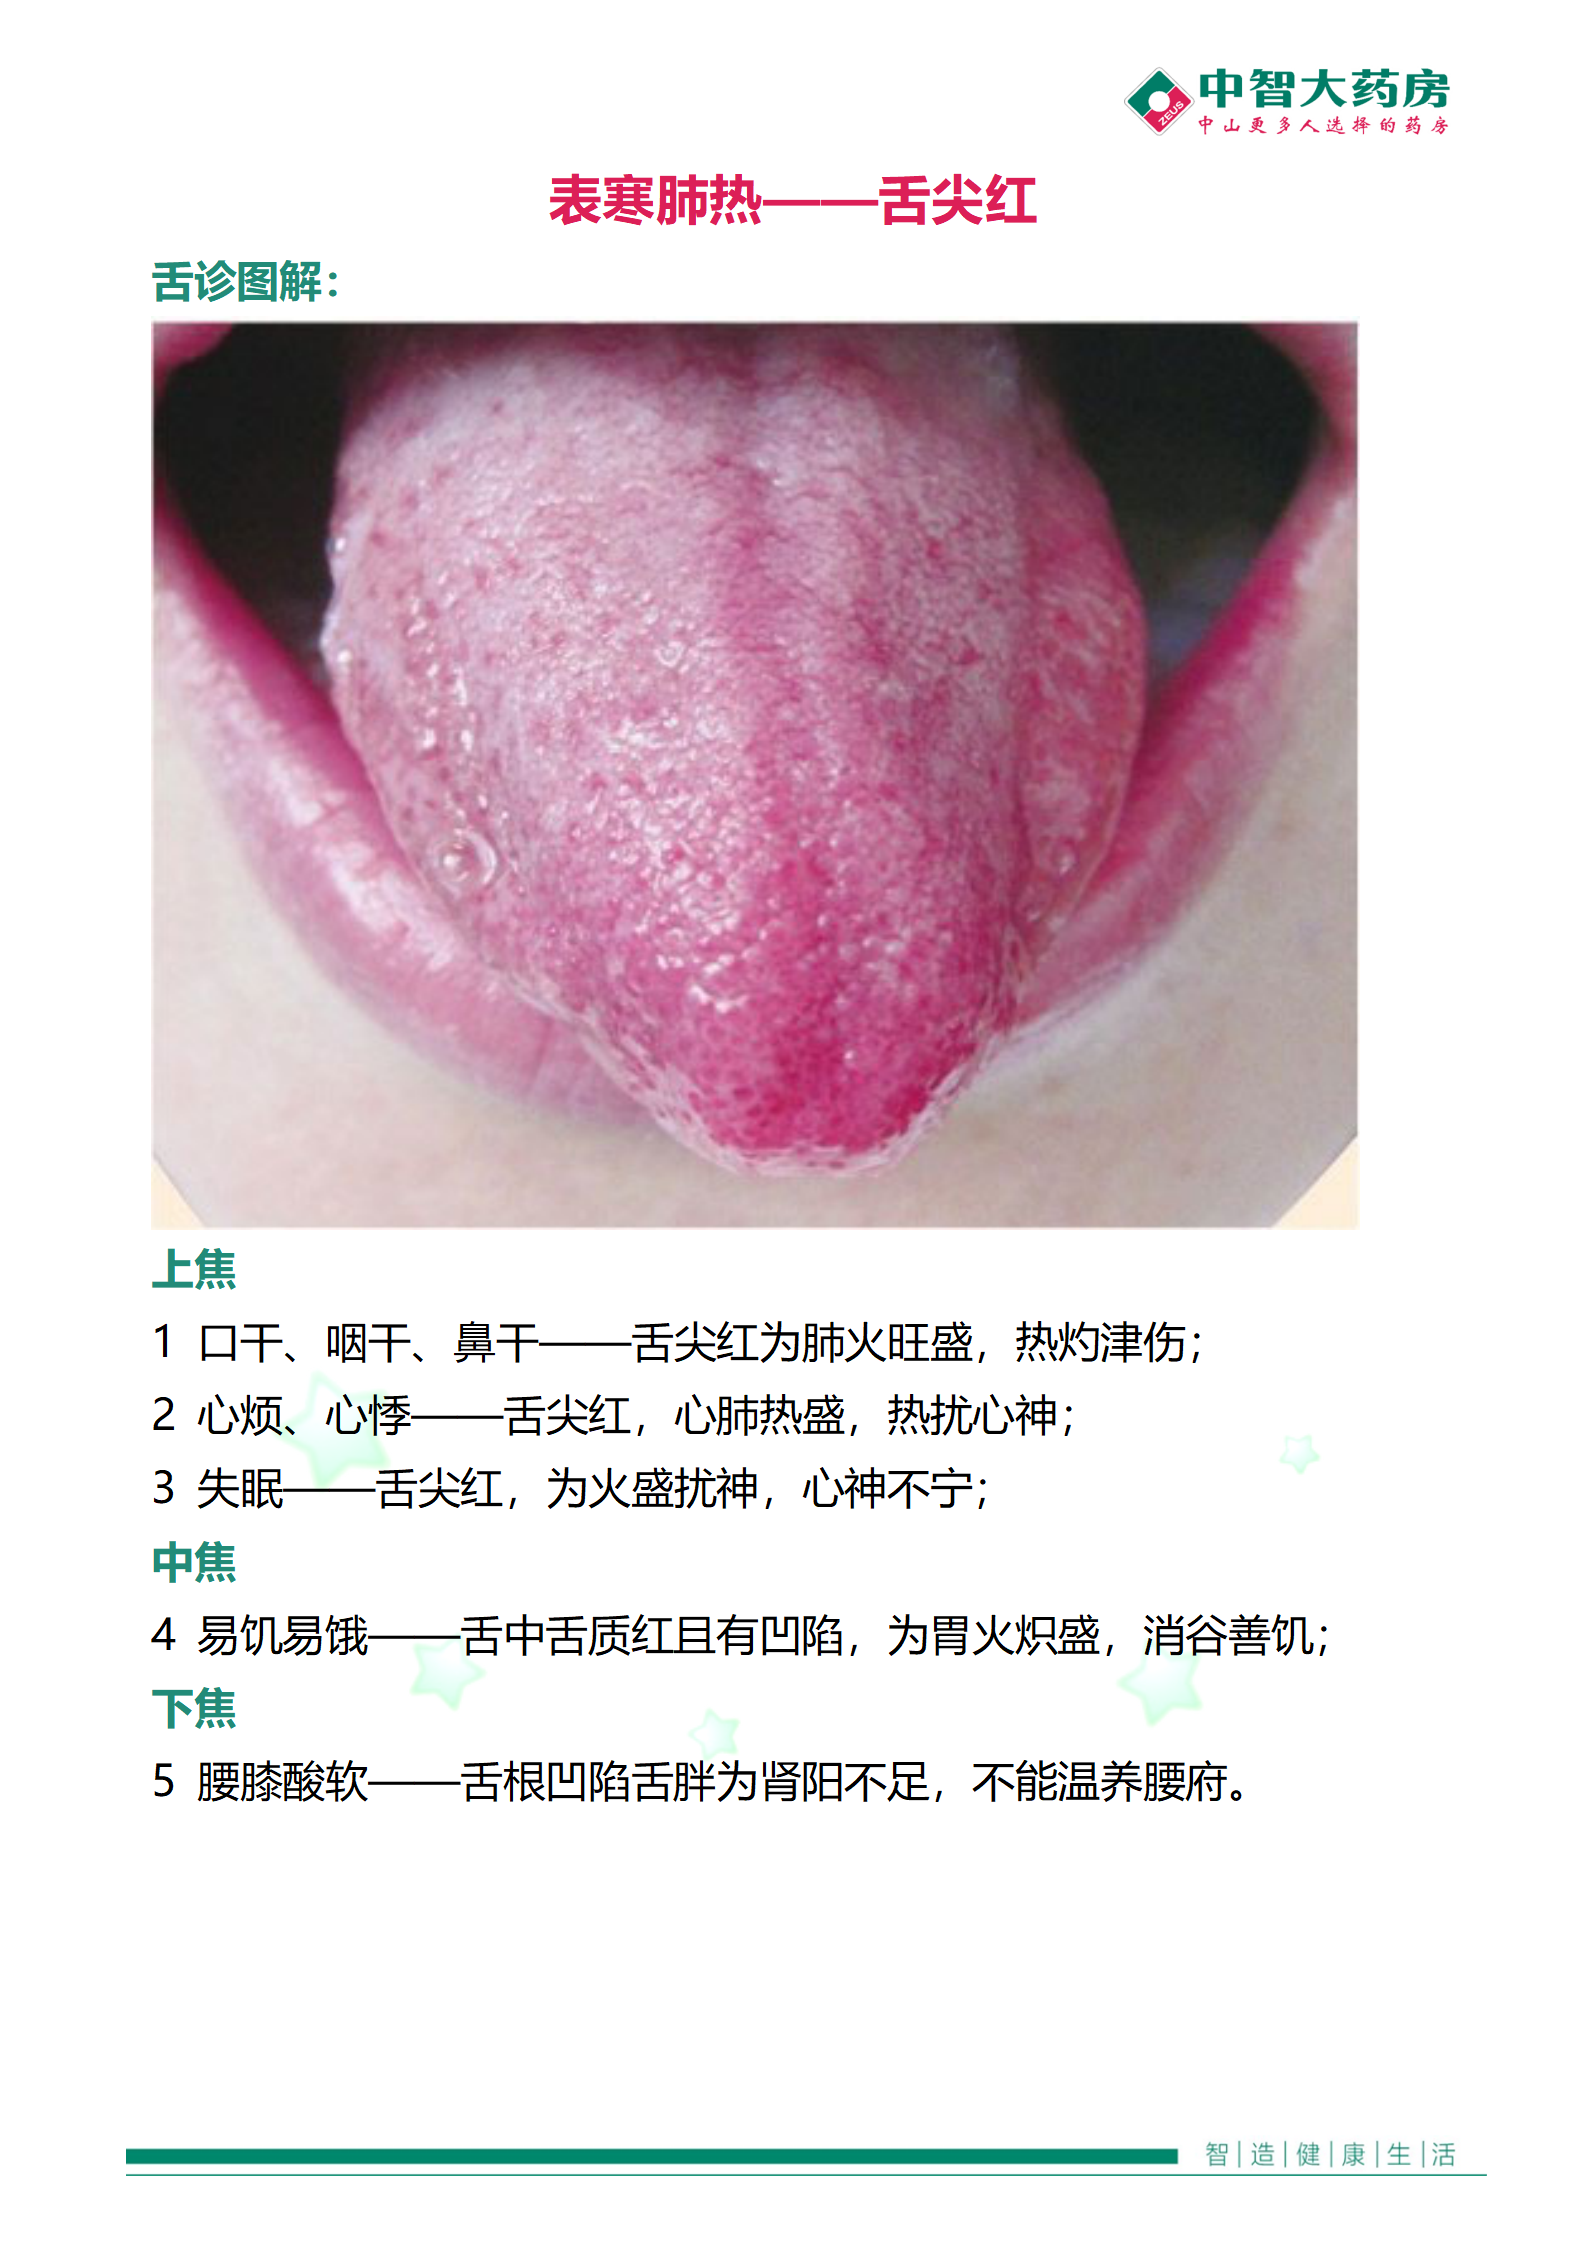 中智大药房
ZEUS
中山更多人选择的药房
表寒肺热——舌尖红
舌诊图解：
上焦
1 口干、咽干、鼻干——舌尖红为肺火旺盛，热灼津伤；
2 心烦、心悸——舌尖红，心肺热盛，热扰心神；
3 失眠——舌尖红，为火盛扰神，心神不宁；
中焦
4 易饥易饿——舌中舌质红且有凹陷，为胃火炽盛，消谷善饥；
下焦
5 腰膝酸软——舌根凹陷舌胖为肾阳不足，不能温养腰府。
智|造|健|康|生|活